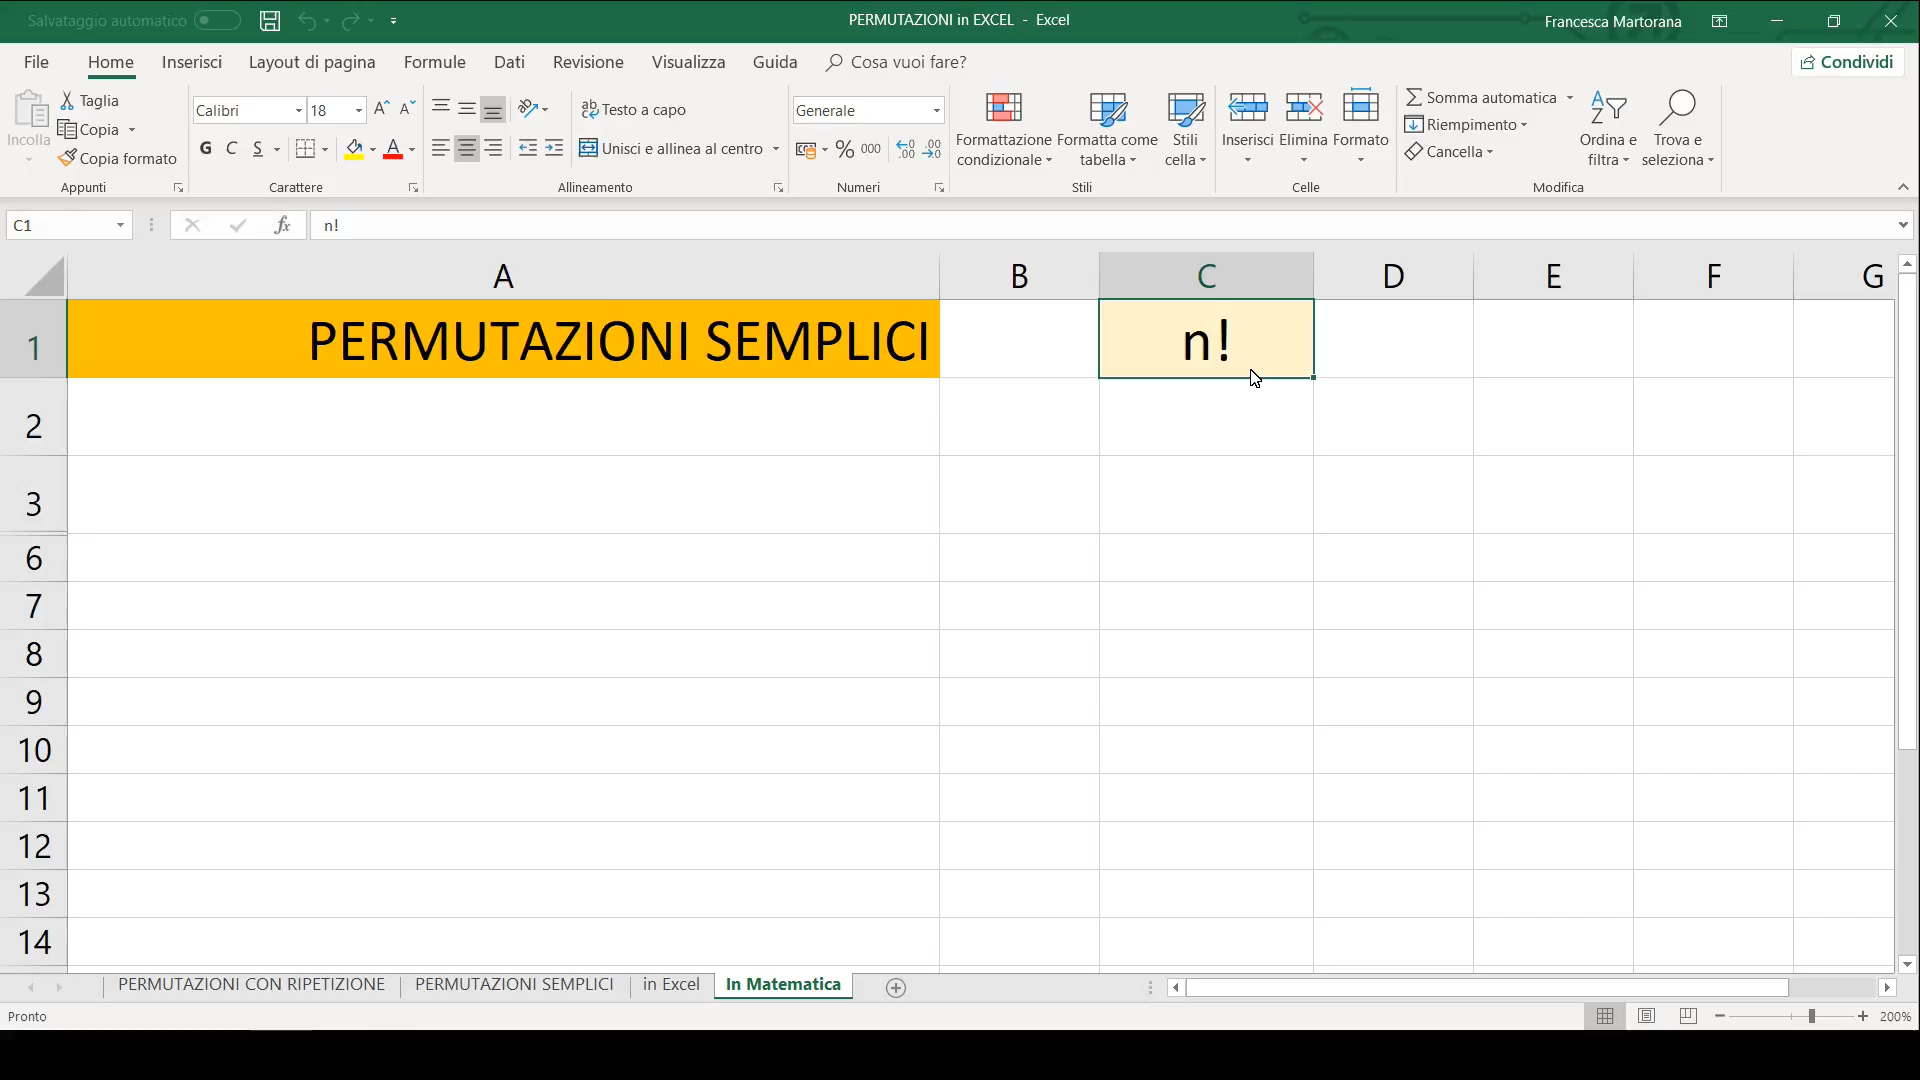 Salvataggio automatico
PERMUTAZIONI in EXCEL - Excel
Francesca Martorana
File Home Inserisci Layout di pagina Formule Dati Revisione Visualizza Guida Cosa vuoi fare? Condividi
Incolla
Taglia
Copia
Copia formato
Appunti
Calibri 18
G C S
Carattere
Testo a capo
Unisci e allinea al centro
Allineamento
Generale
% 000
Numeri
Formattazione condizionale
Formatta come tabella
Stili cella
Stili
Inserisci Elimina Formato
Celle
Somma automatica
Riempimento
Cancella
Ordina e filtra
Trova e seleziona
Modifica
C1 fx n!
A B C D E F G
1 PERMUTAZIONI SEMPLICI n!
2
3
6
7
8
9
10
11
12
13
14
PERMUTAZIONI CON RIPETIZIONE PERMUTAZIONI SEMPLICI in Excel In Matematica
Pronto 200%